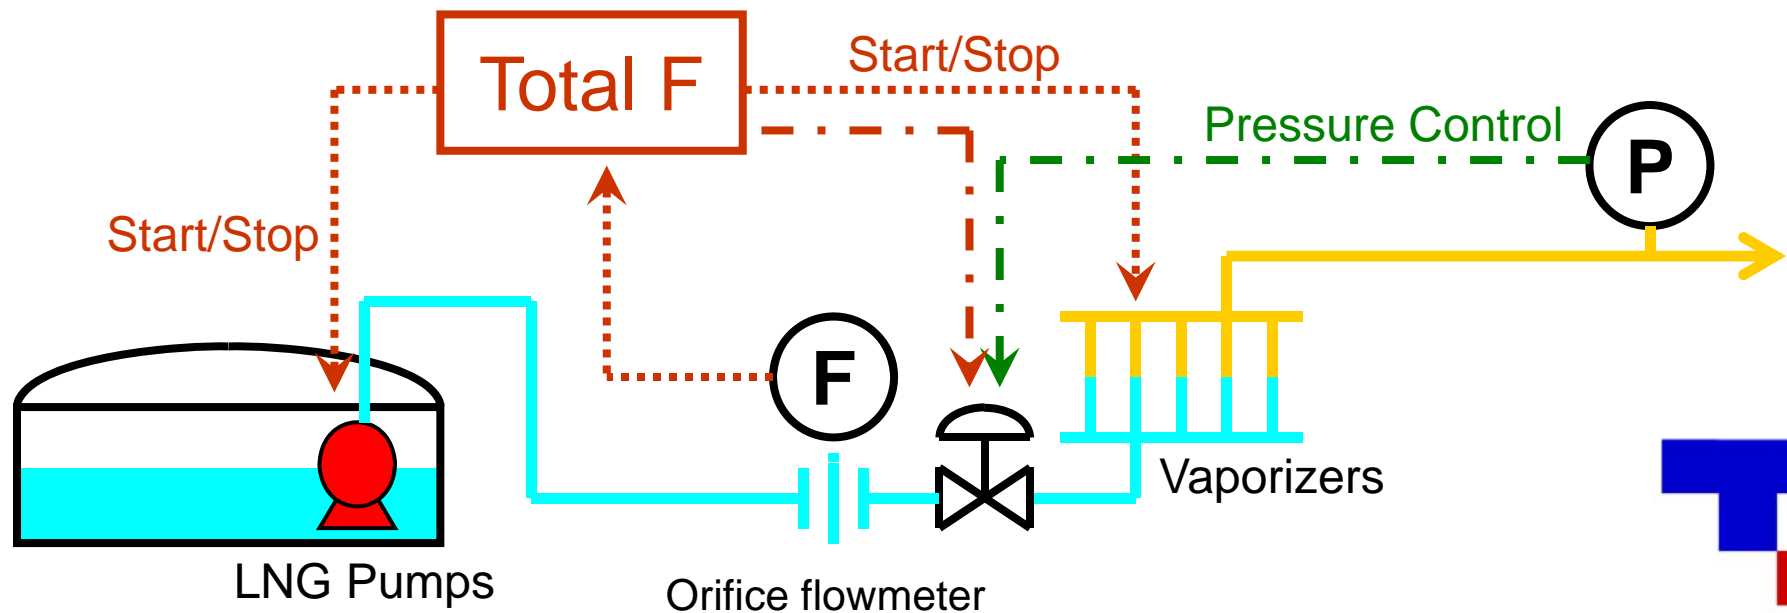 Total F
Start/Stop
Pressure Control
P
Start/Stop
F
Vaporizers
LNG Pumps
Orifice flowmeter